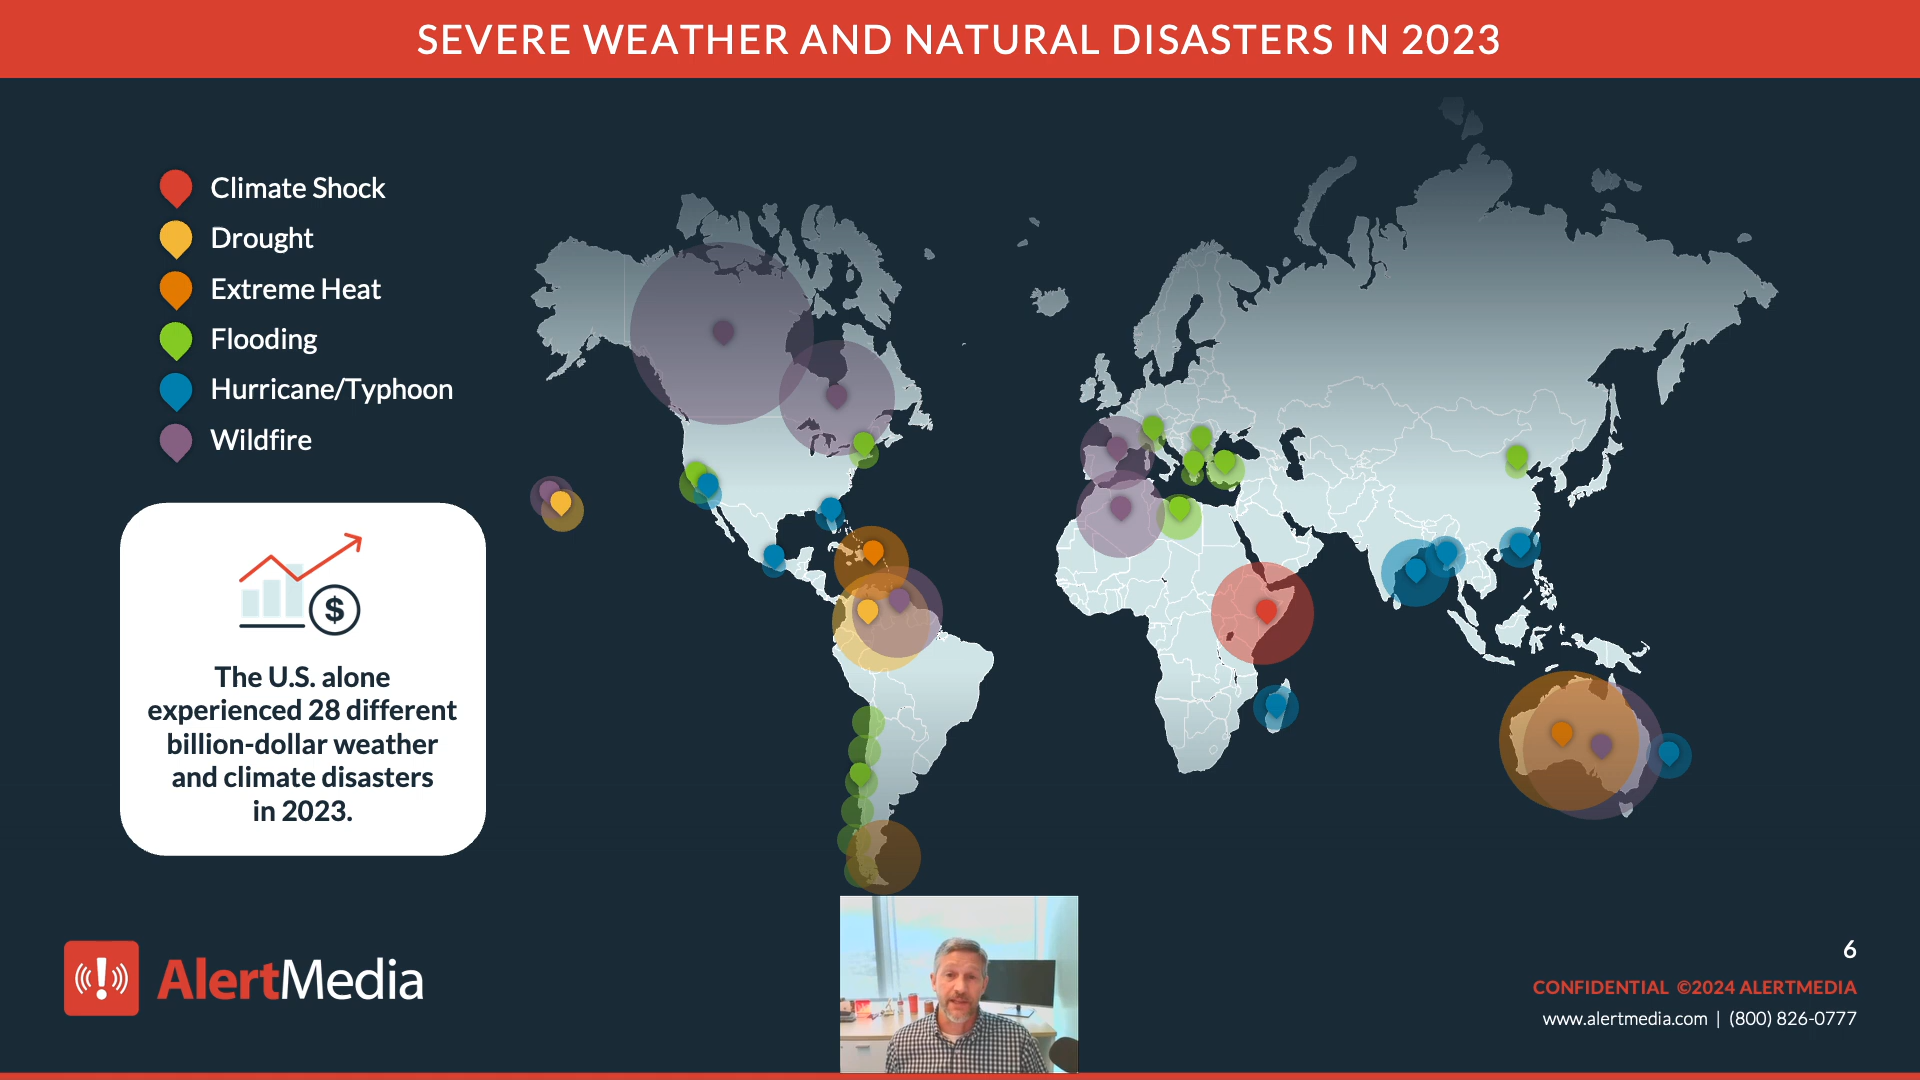 SEVERE WEATHER AND NATURAL DISASTERS IN 2023
Climate Shock
Drought
Extreme Heat
Flooding
Hurricane/Typhoon
Wildfire
$
The U.S. alone
experienced 28 different
billion-dollar weather
and climate disasters
in 2023.
AlertMedia
6
CONFIDENTIAL ©2024 ALERTMEDIA
www.alertmedia.com | (800) 826-0777